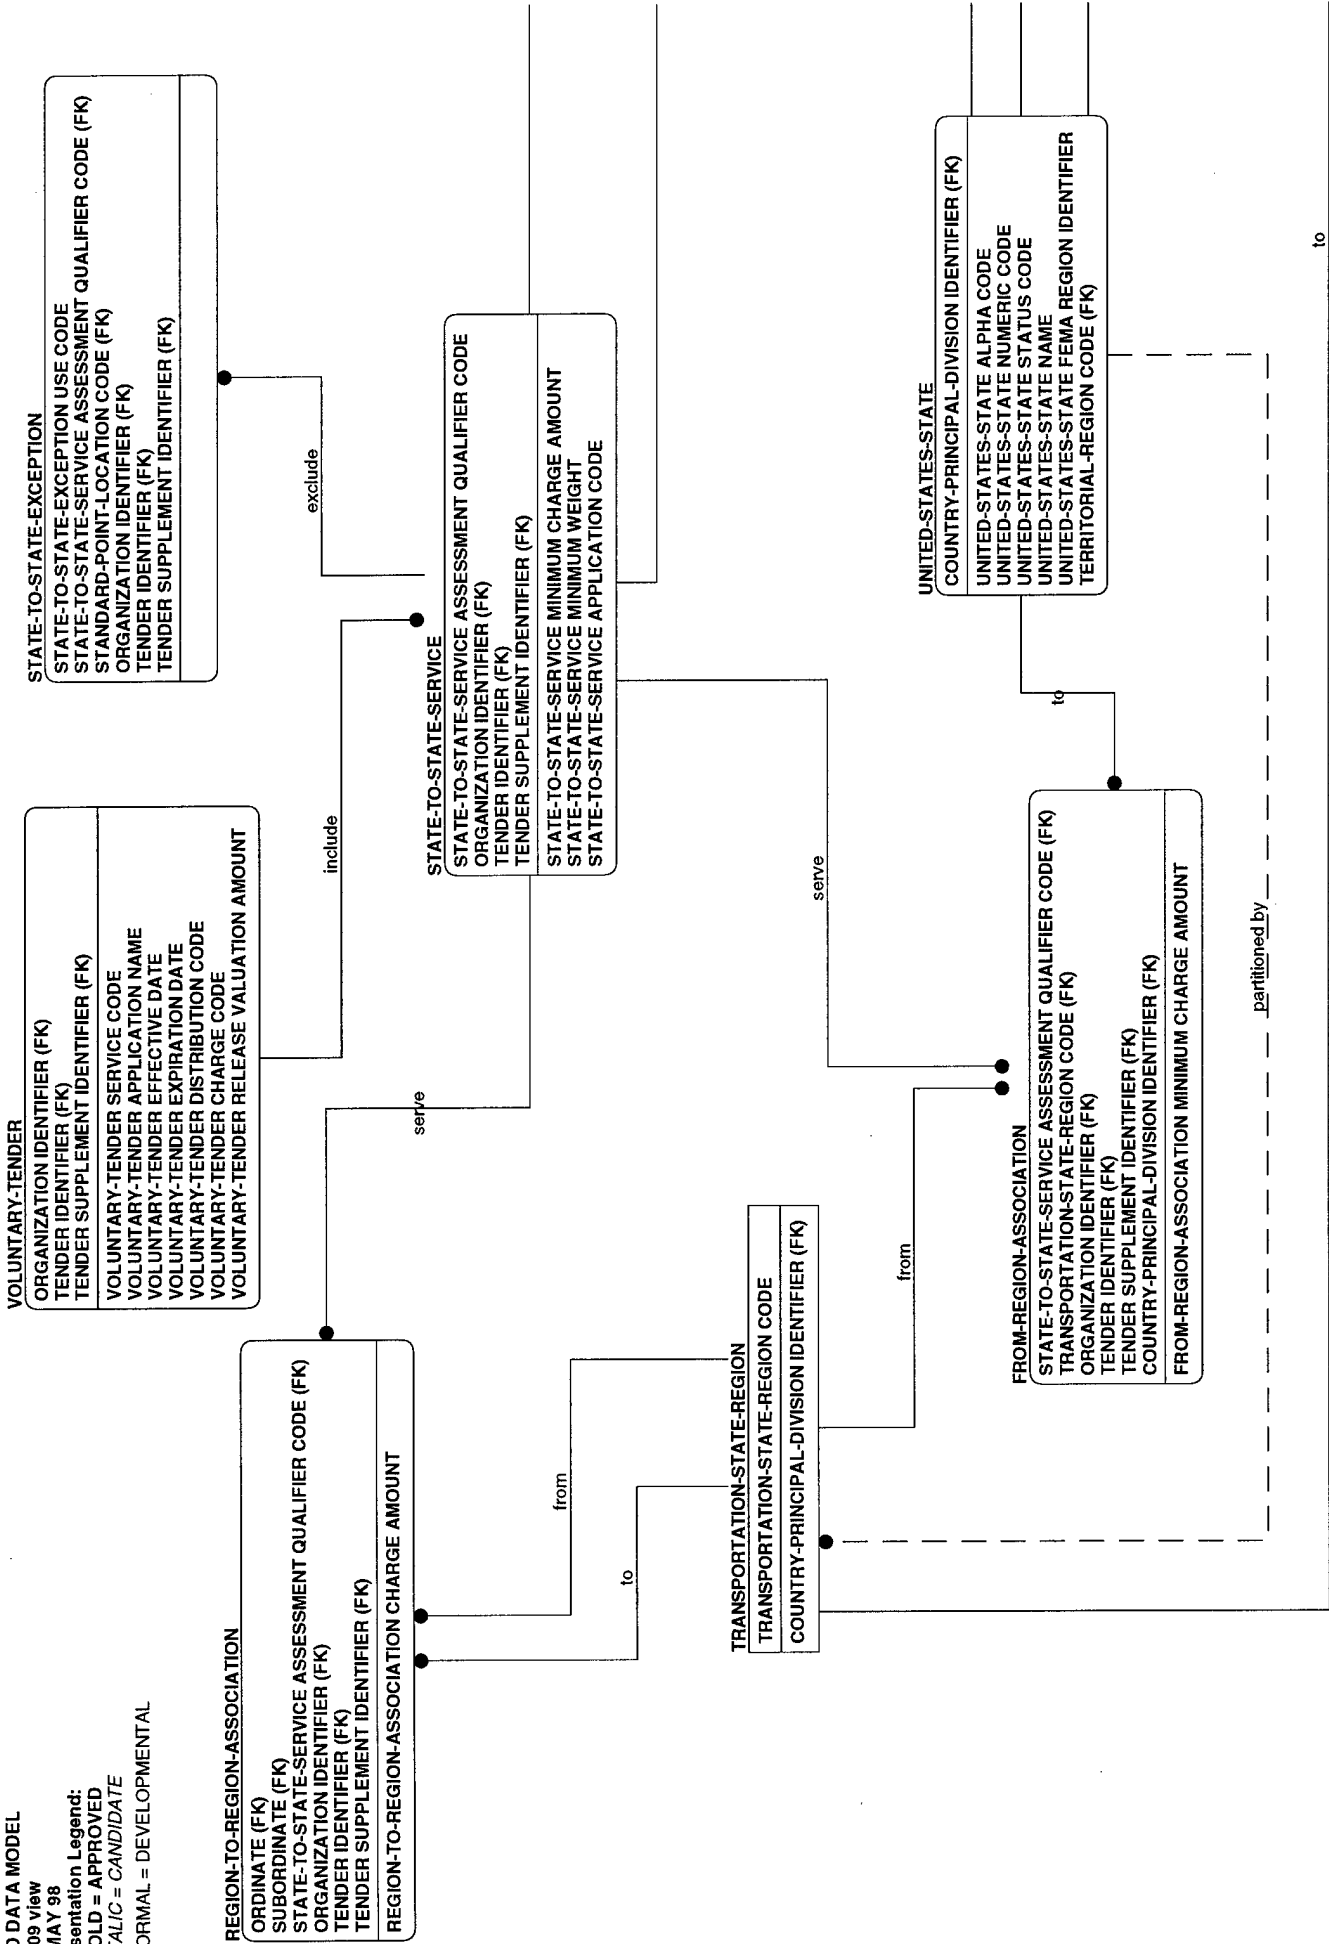 D DATA MODEL
09 view
MAY 98
sentation Legend:
OLD = APPROVED
TALIC = CANDIDATE
ORMAL = DEVELOPMENTAL
VOLUNTARY-TENDER
ORGANIZATION IDENTIFIER (FK)
TENDER IDENTIFIER (FK)
TENDER SUPPLEMENT IDENTIFIER (FK)
VOLUNTARY-TENDER SERVICE CODE
VOLUNTARY-TENDER APPLICATION NAME
VOLUNTARY-TENDER EFFECTIVE DATE
VOLUNTARY-TENDER EXPIRATION DATE
VOLUNTARY-TENDER DISTRIBUTION CODE
VOLUNTARY-TENDER CHARGE CODE
VOLUNTARY-TENDER RELEASE VALUATION AMOUNT
STATE-TO-STATE-EXCEPTION
STATE-TO-STATE-EXCEPTION USE CODE
STATE-TO-STATE-SERVICE ASSESSMENT QUALIFIER CODE (FK)
STANDARD-POINT-LOCATION CODE (FK)
ORGANIZATION IDENTIFIER (FK)
TENDER IDENTIFIER (FK)
TENDER SUPPLEMENT IDENTIFIER (FK)
include
exclude
REGION-TO-REGION-ASSOCIATION
ORDINATE (FK)
SUBORDINATE (FK)
STATE-TO-STATE-SERVICE ASSESSMENT QUALIFIER CODE (FK)
ORGANIZATION IDENTIFIER (FK)
TENDER IDENTIFIER (FK)
TENDER SUPPLEMENT IDENTIFIER (FK)
REGION-TO-REGION-ASSOCIATION CHARGE AMOUNT
serve
STATE-TO-STATE-SERVICE
STATE-TO-STATE-SERVICE ASSESSMENT QUALIFIER CODE
ORGANIZATION IDENTIFIER (FK)
TENDER IDENTIFIER (FK)
TENDER SUPPLEMENT IDENTIFIER (FK)
STATE-TO-STATE-SERVICE MINIMUM CHARGE AMOUNT
STATE-TO-STATE-SERVICE MINIMUM WEIGHT
STATE-TO-STATE-SERVICE APPLICATION CODE
from
to
serve
TRANSPORTATION-STATE-REGION
TRANSPORTATION-STATE-REGION CODE
COUNTRY-PRINCIPAL-DIVISION IDENTIFIER (FK)
from
UNITED-STATES-STATE
COUNTRY-PRINCIPAL-DIVISION IDENTIFIER (FK)
UNITED-STATES-STATE ALPHA CODE
UNITED-STATES-STATE NUMERIC CODE
UNITED-STATES-STATE STATUS CODE
UNITED-STATES-STATE NAME
UNITED-STATES-STATE FEMA REGION IDENTIFIER
TERRITORIAL-REGION CODE (FK)
FROM-REGION-ASSOCIATION
STATE-TO-STATE-SERVICE ASSESSMENT QUALIFIER CODE (FK)
TRANSPORTATION-STATE-REGION CODE (FK)
ORGANIZATION IDENTIFIER (FK)
TENDER IDENTIFIER (FK)
TENDER SUPPLEMENT IDENTIFIER (FK)
COUNTRY-PRINCIPAL-DIVISION IDENTIFIER (FK)
FROM-REGION-ASSOCIATION MINIMUM CHARGE AMOUNT
to
partitioned by
to